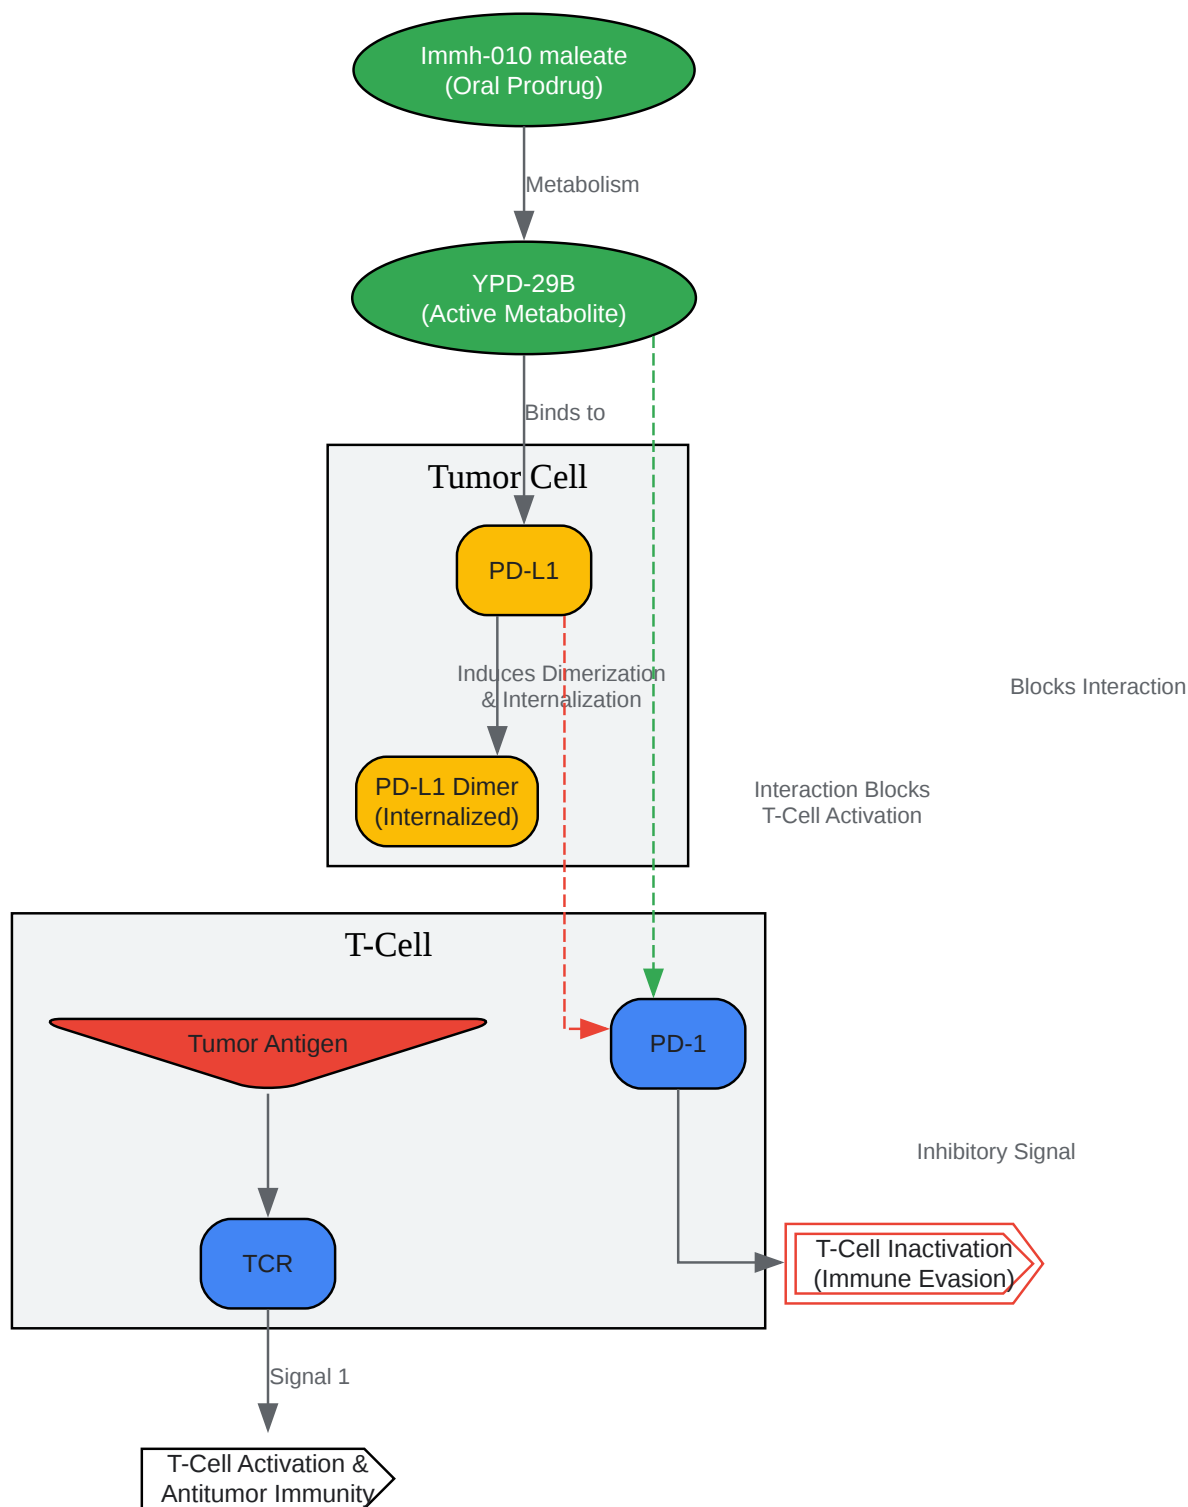 Immh-010 maleate
(Oral Prodrug)
Metabolism
YPD-29B
(Active Metabolite)
Binds to
Tumor Cell
PD-L1
Induces Dimerization
& Internalization
Blocks Interaction
PD-L1 Dimer
(Internalized)
Interaction Blocks
T-Cell Activation
T-Cell
Tumor Antigen
PD-1
Inhibitory Signal
TCR
T-Cell Inactivation
(Immune Evasion)
Signal 1
T-Cell Activation &
Antitumor Immunity